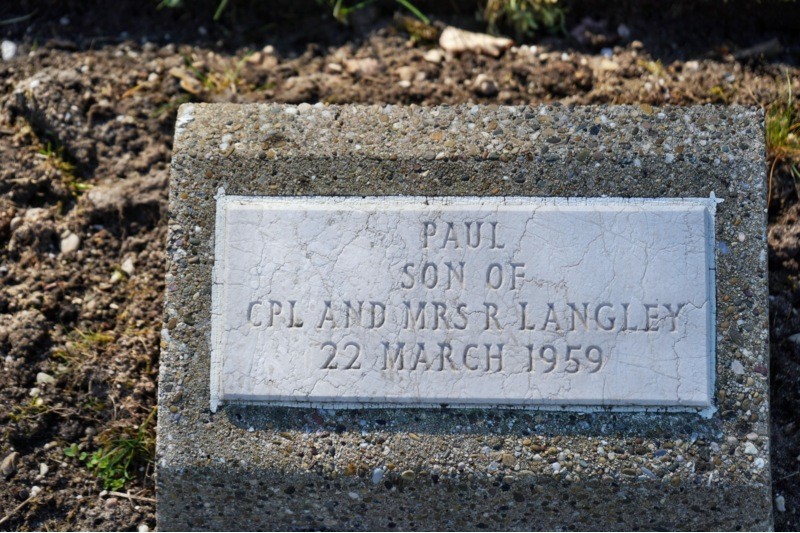 PAUL
SON OF
CPL AND MRS R LANGLEY
22 MARCH 1959